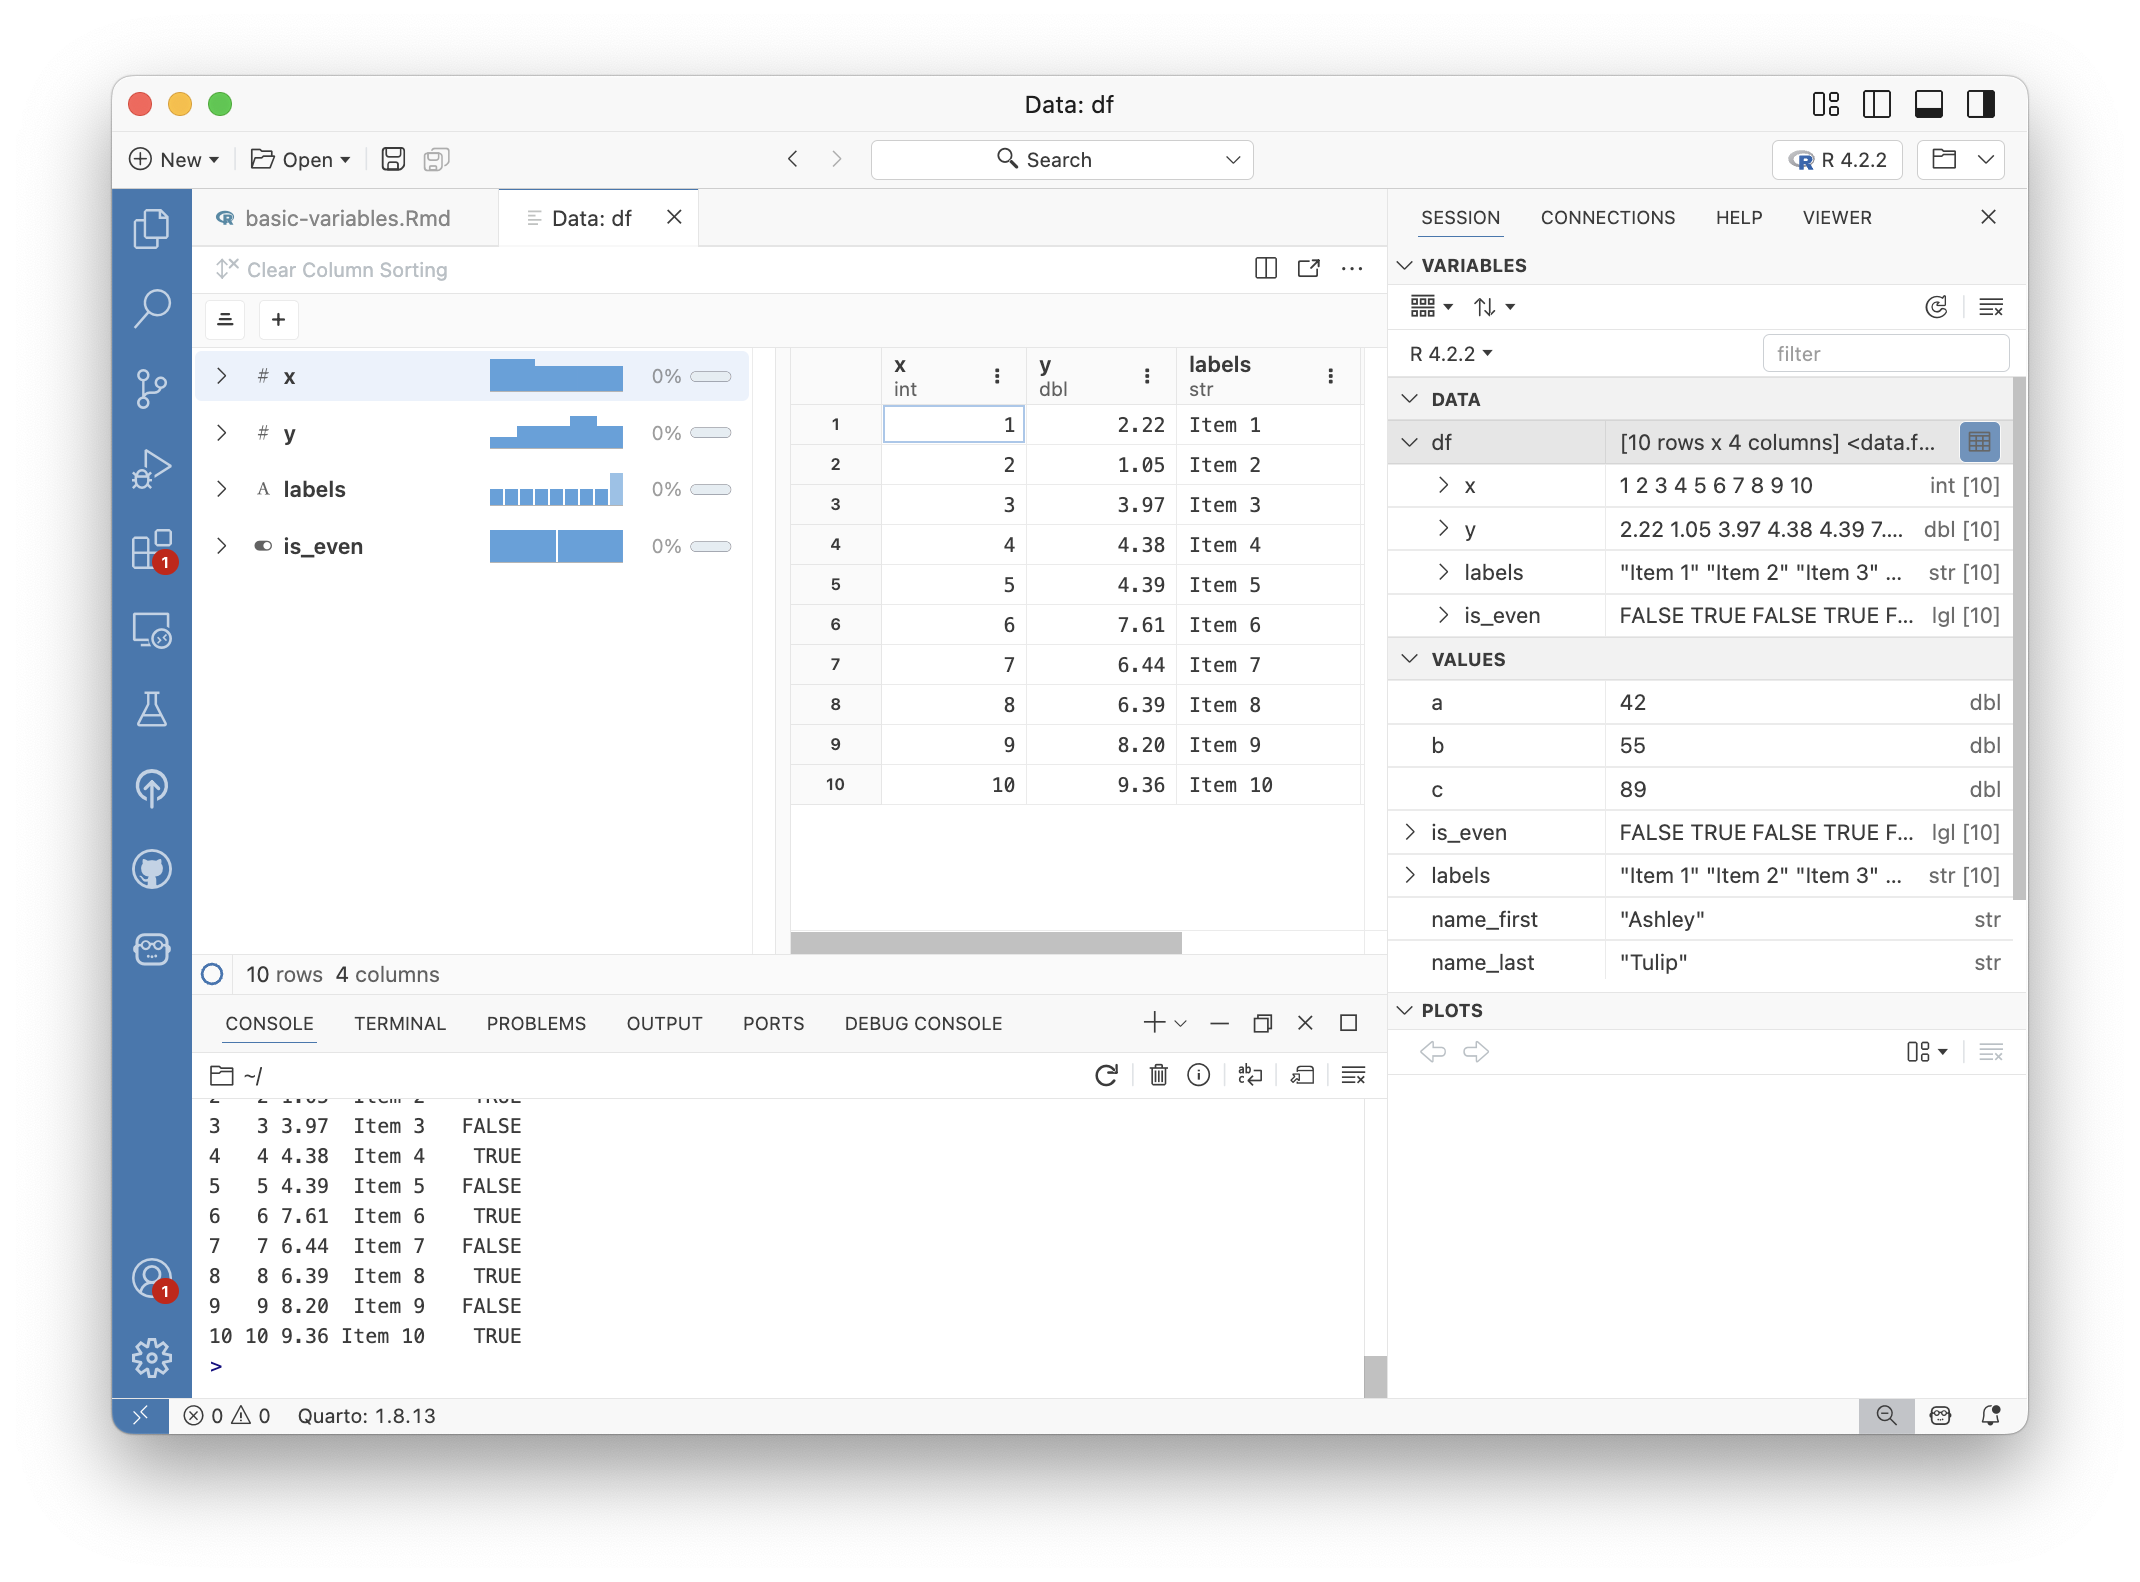 Data: df
New Open Search R 4.2.2
basic-variables.Rmd Data: df
Clear Column Sorting
# x 0%
# y 0%
A labels 0%
is_even 0%
x y labels
int dbl str
1 1 2.22 Item 1
2 2 1.05 Item 2
3 3 3.97 Item 3
4 4 4.38 Item 4
5 5 4.39 Item 5
6 6 7.61 Item 6
7 7 6.44 Item 7
8 8 6.39 Item 8
9 9 8.20 Item 9
10 10 9.36 Item 10
10 rows 4 columns
1
1
CONSOLE TERMINAL PROBLEMS OUTPUT PORTS DEBUG CONSOLE
~/
2 2 1.05 Item 2 TRUE
3 3 3.97 Item 3 FALSE
4 4 4.38 Item 4 TRUE
5 5 4.39 Item 5 FALSE
6 6 7.61 Item 6 TRUE
7 7 6.44 Item 7 FALSE
8 8 6.39 Item 8 TRUE
9 9 8.20 Item 9 FALSE
10 10 9.36 Item 10 TRUE
>
SESSION CONNECTIONS HELP VIEWER
VARIABLES
R 4.2.2 filter
DATA
df [10 rows x 4 columns] <data.f...
x 1 2 3 4 5 6 7 8 9 10 int [10]
y 2.22 1.05 3.97 4.38 4.39 7.... dbl [10]
labels "Item 1" "Item 2" "Item 3" ... str [10]
is_even FALSE TRUE FALSE TRUE F... lgl [10]
VALUES
a 42 dbl
b 55 dbl
c 89 dbl
is_even FALSE TRUE FALSE TRUE F... lgl [10]
labels "Item 1" "Item 2" "Item 3" ... str [10]
name_first "Ashley" str
name_last "Tulip" str
PLOTS
0 0 Quarto: 1.8.13